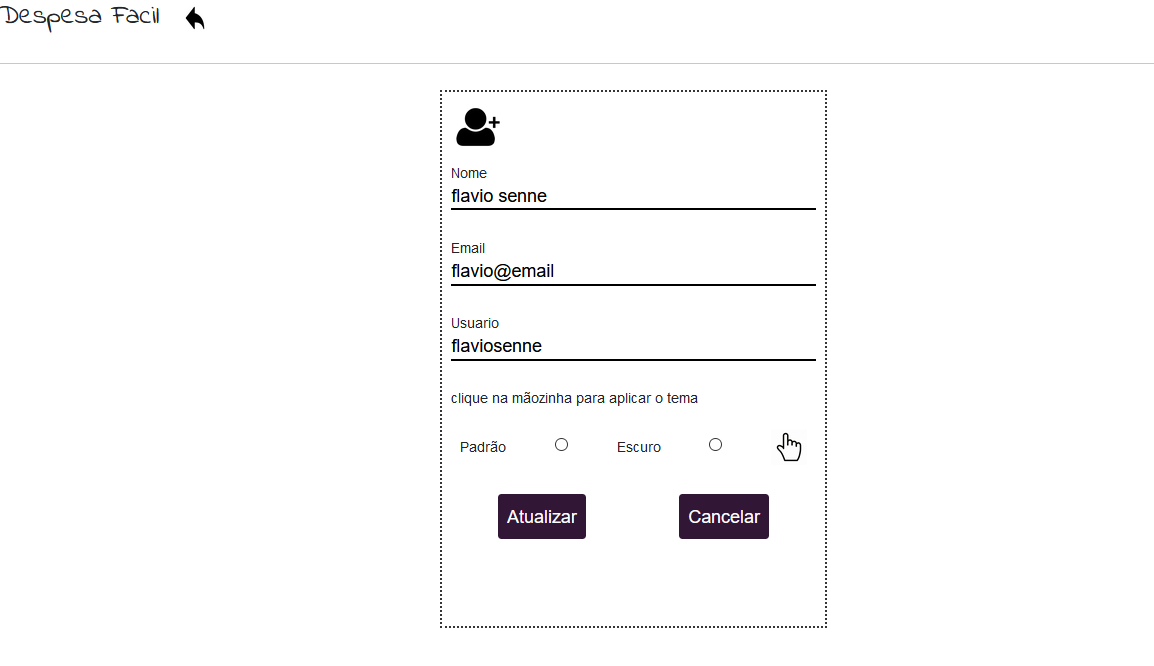 Despesa Facil
Nome
flavio senne
Email
flavio@email
Usuario
flaviosenne
clique na mãozinha para aplicar o tema
Padrão Escuro
Atualizar Cancelar